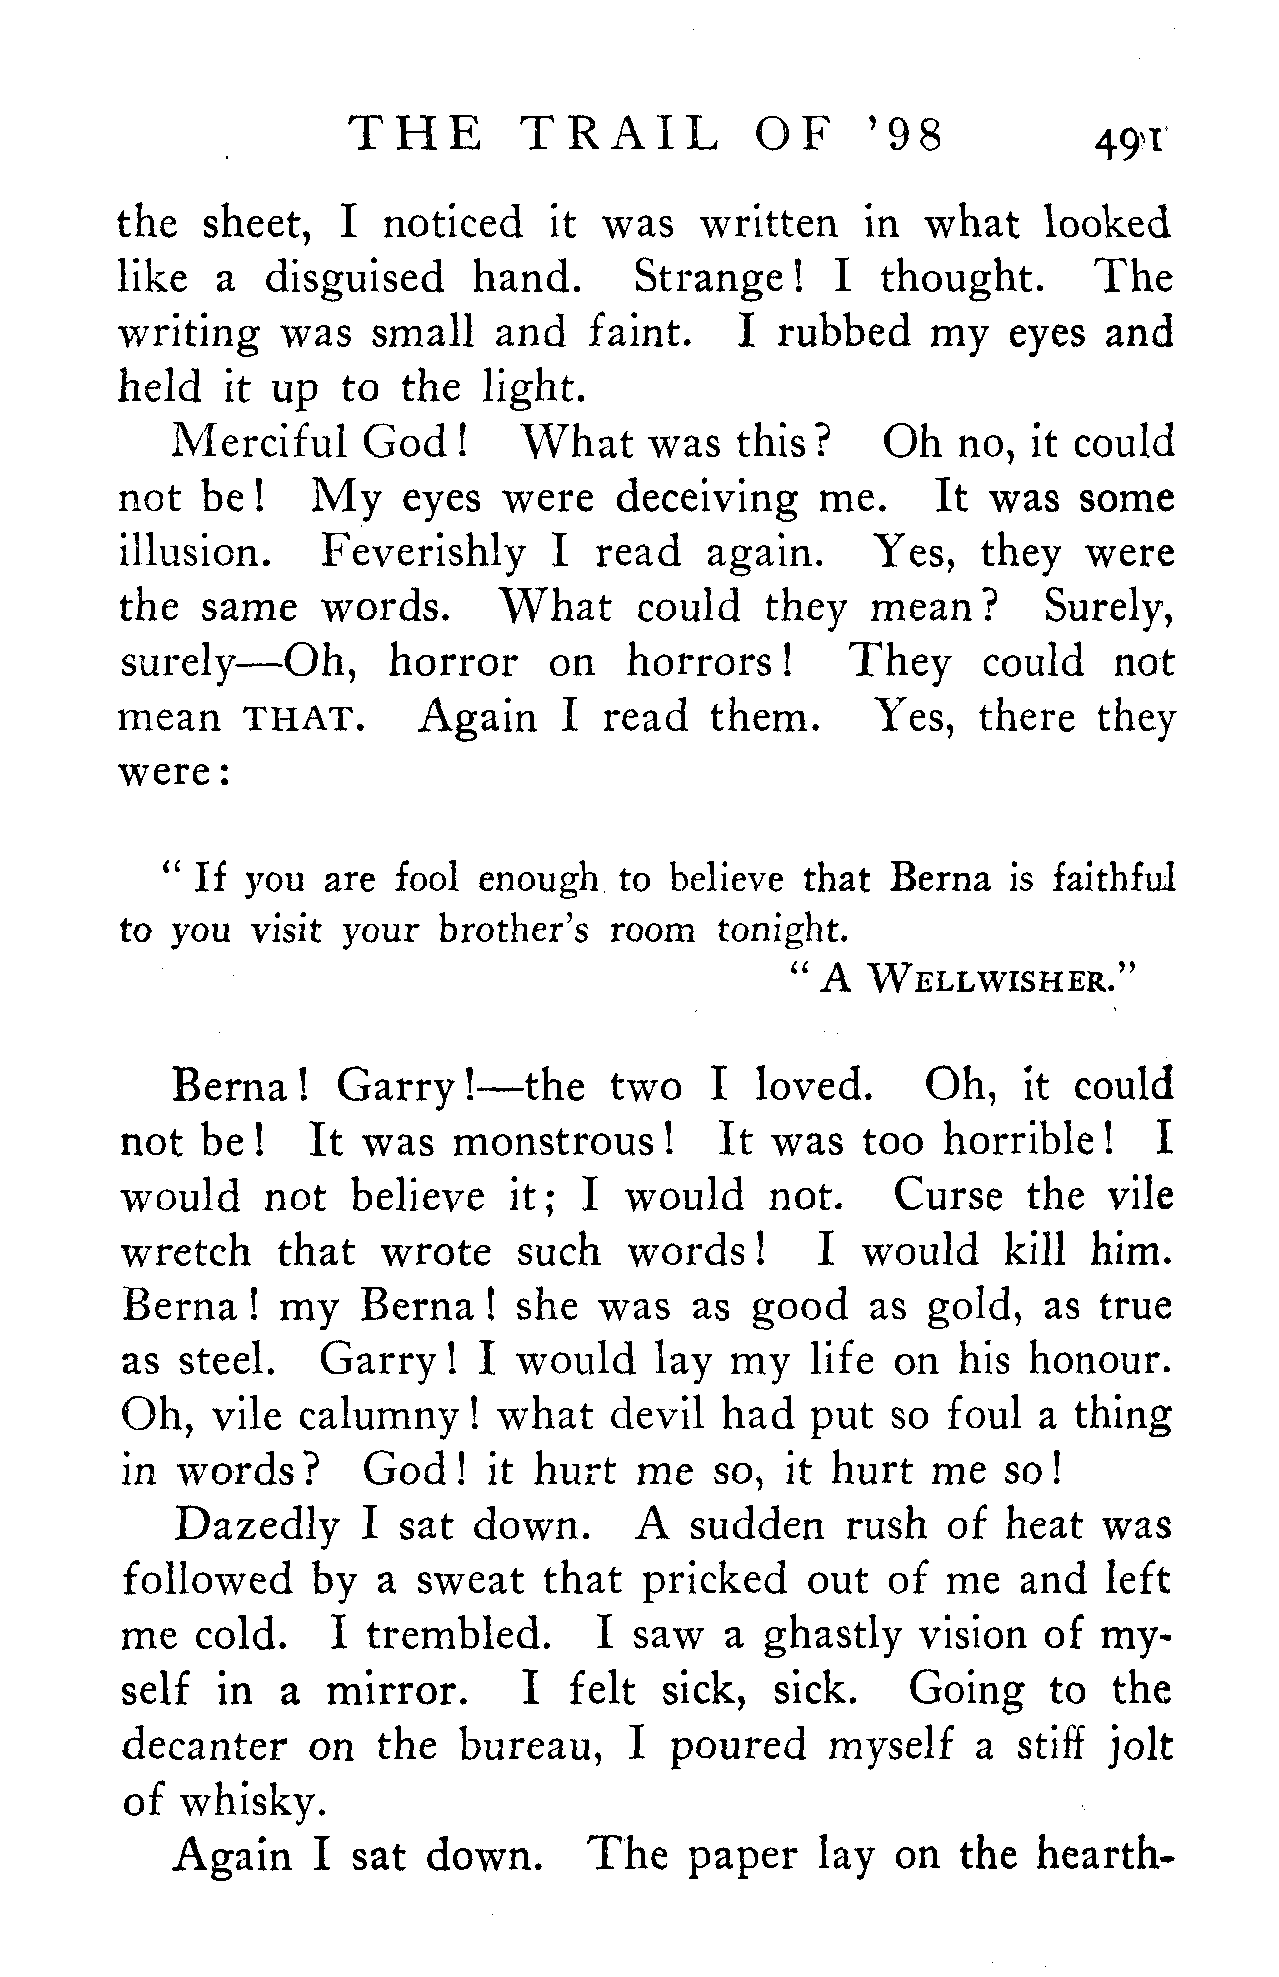 THE TRAIL OF '98 491
the sheet, I noticed it was written in what looked
like a disguised hand. Strange! I thought. The
writing was small and faint. I rubbed my eyes and
held it up to the light.
Merciful God! What was this? Oh no, it could
not be! My eyes were deceiving me. It was some
illusion. Feverishly I read again. Yes, they were
the same words. What could they mean? Surely,
surely—Oh, horror on horrors! They could not
mean THAT. Again I read them. Yes, there they
were:
" If you are fool enough to believe that Berna is faithful
to you visit your brother's room tonight.
" A WELLWISHER."
Berna! Garry!—the two I loved. Oh, it could
not be! It was monstrous! It was too horrible! I
would not believe it; I would not. Curse the vile
wretch that wrote such words! I would kill him.
Berna! my Berna! she was as good as gold, as true
as steel. Garry! I would lay my life on his honour.
Oh, vile calumny! what devil had put so foul a thing
in words? God! it hurt me so, it hurt me so!
Dazedly I sat down. A sudden rush of heat was
followed by a sweat that pricked out of me and left
me cold. I trembled. I saw a ghastly vision of my-
self in a mirror. I felt sick, sick. Going to the
decanter on the bureau, I poured myself a stiff jolt
of whisky.
Again I sat down. The paper lay on the hearth-